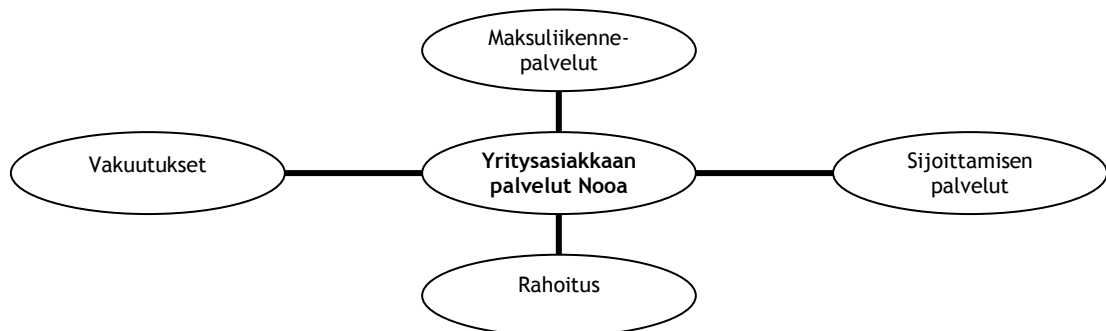 Maksuliikenne-
palvelut
Vakuutukset
Yritysasiakkaan
palvelut Nooa
Sijoittamisen
palvelut
Rahoitus